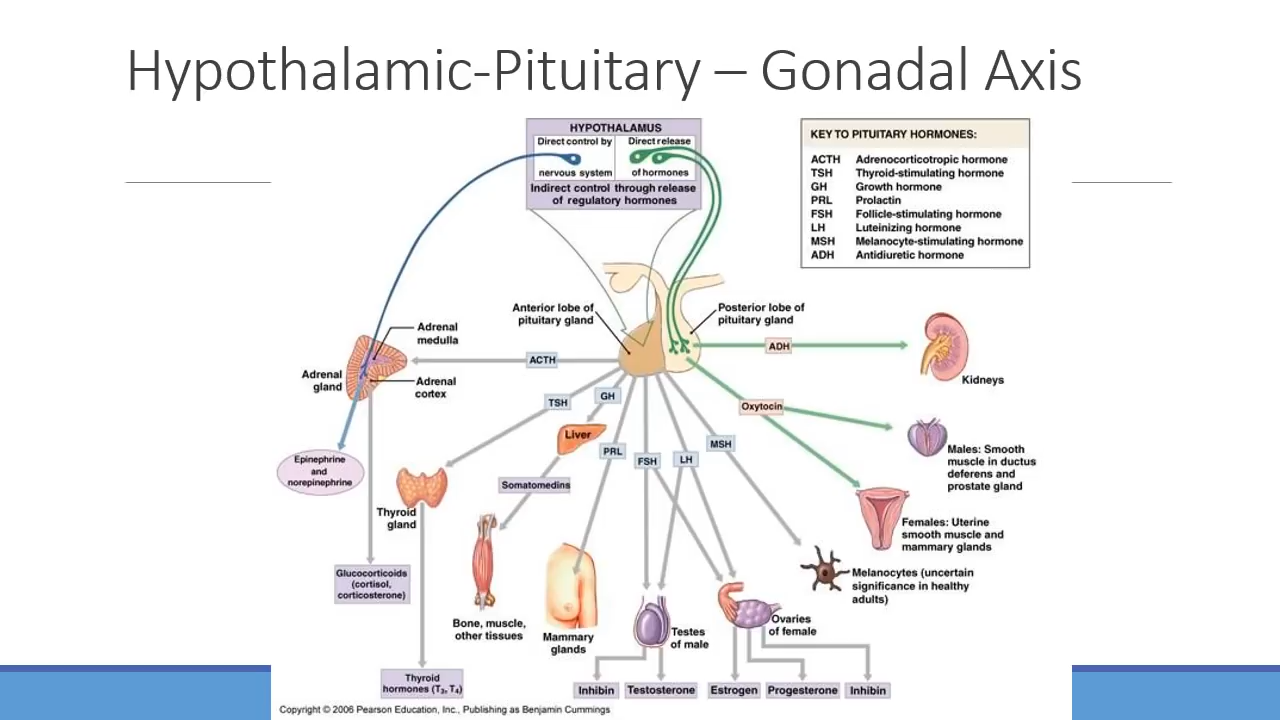 Hypothalamic-Pituitary – Gonadal Axis
HYPOTHALAMUS
Direct control by
nervous system
Direct release
of hormones
Indirect control through release
of regulatory hormones
KEY TO PITUITARY HORMONES:
ACTH Adrenocorticotropic hormone
TSH Thyroid-stimulating hormone
GH Growth hormone
PRL Prolactin
FSH Follicle-stimulating hormone
LH Luteinizing hormone
MSH Melanocyte-stimulating hormone
ADH Antidiuretic hormone
Anterior lobe of
pituitary gland
Posterior lobe of
pituitary gland
Adrenal
medulla
Adrenal
gland
Adrenal
cortex
ACTH
ADH
Kidneys
TSH
GH
Oxytocin
Liver
PRL
FSH
LH
MSH
Males: Smooth
muscle in ductus
deferens and
prostate gland
Epinephrine
and
norepinephrine
Somatomedins
Thyroid
gland
Females: Uterine
smooth muscle and
mammary glands
Glucocorticoids
(cortisol,
corticosterone)
Melanocytes (uncertain
significance in healthy
adults)
Bone, muscle,
other tissues
Mammary
glands
Testes
of male
Ovaries
of female
Thyroid
hormones (T₃, T₄)
Inhibin
Testosterone
Estrogen
Progesterone
Inhibin
Copyright © 2006 Pearson Education, Inc., Publishing as Benjamin Cummings